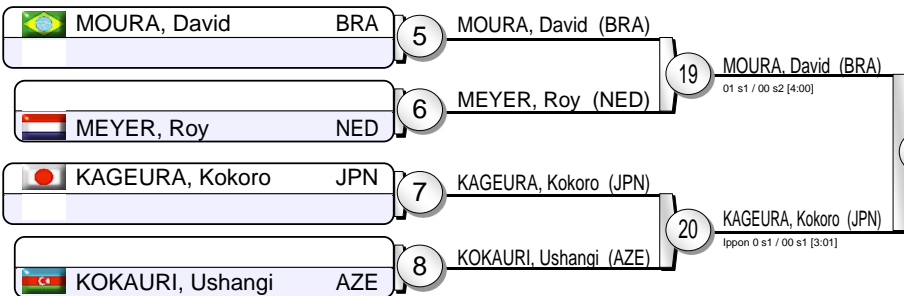 MOURA, David BRA
5
MOURA, David (BRA)
19
MOURA, David (BRA)
01 s1 / 00 s2 [4:00]
6
MEYER, Roy (NED)
MEYER, Roy NED
KAGEURA, Kokoro JPN
7
KAGEURA, Kokoro (JPN)
20
KAGEURA, Kokoro (JPN)
Ippon 0 s1 / 00 s1 [3:01]
8
KOKAURI, Ushangi (AZE)
KOKAURI, Ushangi AZE